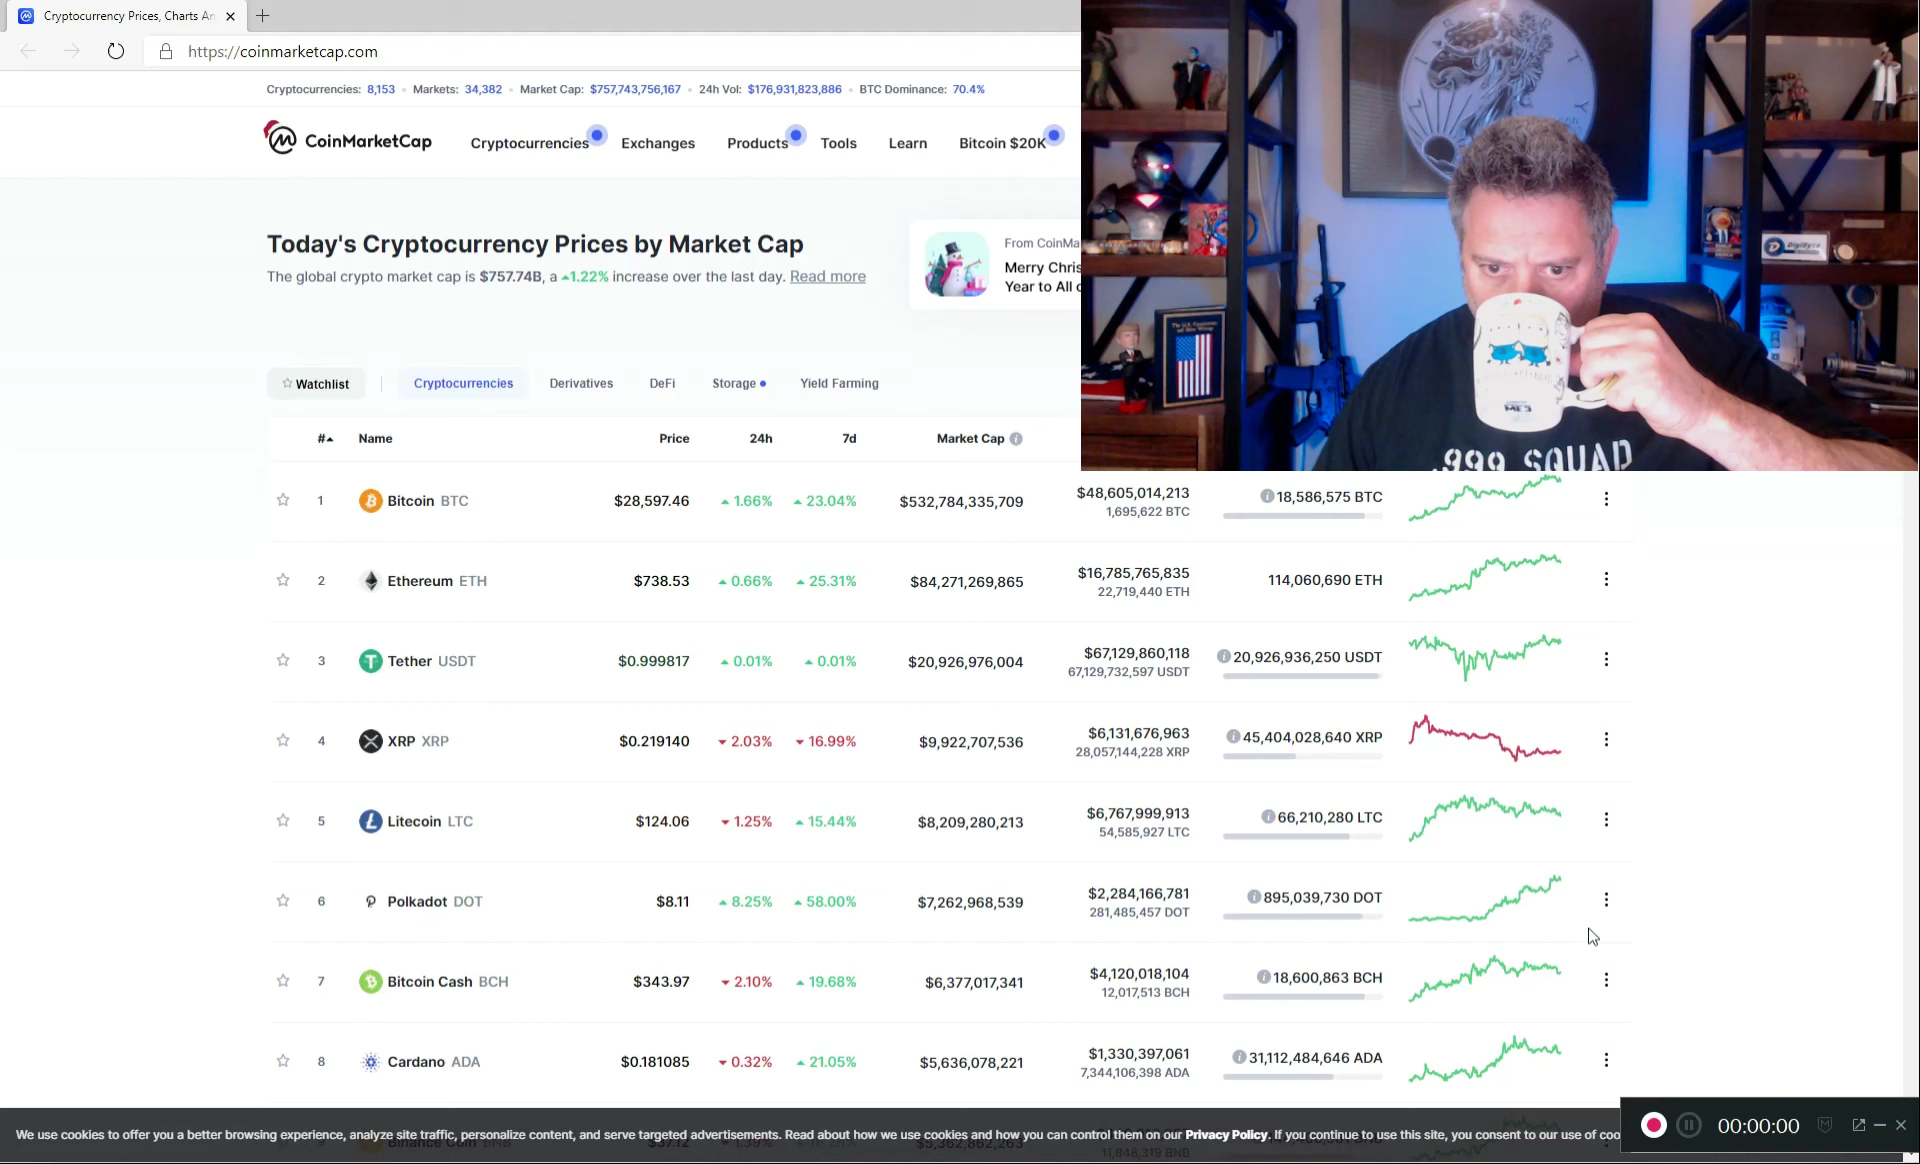 Cryptocurrency Prices, Charts An
https://coinmarketcap.com
Cryptocurrencies: 8,153 Markets: 34,382 Market Cap: $757,743,756,167 24h Vol: $176,931,823,886 BTC Dominance: 70.4%
CoinMarketCap Cryptocurrencies Exchanges Products Tools Learn Bitcoin $20K
Today's Cryptocurrency Prices by Market Cap
The global crypto market cap is $757.74B, a 1.22% increase over the last day. Read more
From CoinMa
Merry Chris
Year to All
DigiByte
.999 SQUAD
Watchlist Cryptocurrencies Derivatives DeFi Storage Yield Farming
# Name Price 24h 7d Market Cap
1 Bitcoin BTC $28,597.46 1.66% 23.04% $532,784,335,709 $48,605,014,213 18,586,575 BTC
1,695,622 BTC
2 Ethereum ETH $738.53 0.66% 25.31% $84,271,269,865 $16,785,765,835 114,060,690 ETH
22,719,440 ETH
3 Tether USDT $0.999817 0.01% 0.01% $20,926,976,004 $67,129,860,118 20,926,936,250 USDT
67,129,732,597 USDT
4 XRP XRP $0.219140 2.03% 16.99% $9,922,707,536 $6,131,676,963 45,404,028,640 XRP
28,057,144,228 XRP
5 Litecoin LTC $124.06 1.25% 15.44% $8,209,280,213 $6,767,999,913 66,210,280 LTC
54,585,927 LTC
6 Polkadot DOT $8.11 8.25% 58.00% $7,262,968,539 $2,284,166,781 895,039,730 DOT
281,485,457 DOT
7 Bitcoin Cash BCH $343.97 2.10% 19.68% $6,377,017,341 $4,120,018,104 18,600,863 BCH
12,017,513 BCH
8 Cardano ADA $0.181085 0.32% 21.05% $5,636,078,221 $1,330,397,061 31,112,484,646 ADA
7,344,106,398 ADA
We use cookies to offer you a better browsing experience, analyze site traffic, personalize content, and serve targeted advertisements. Read about how we use cookies and how you can control them on our Privacy Policy. If you continue to use this site, you consent to our use of coo
11,848,319 BNB
00:00:00